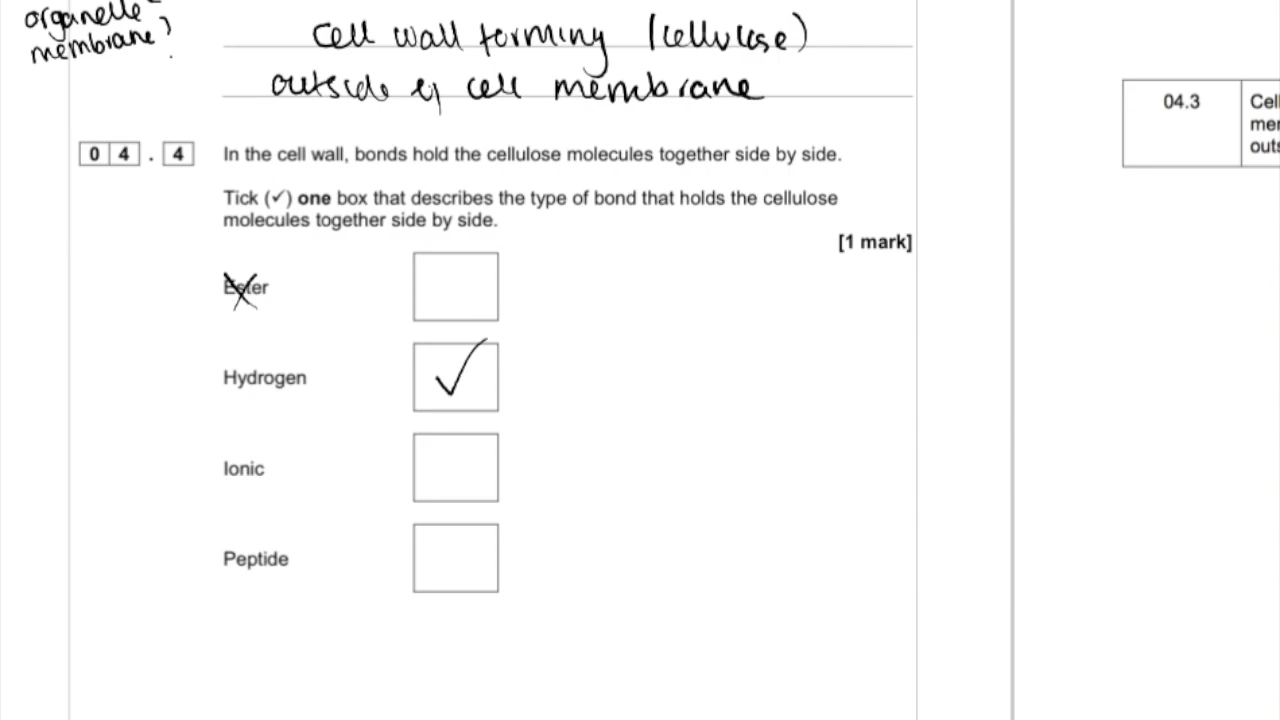 organelle
membrane?
cell wall forming (cellulose)
outside of cell membrane
04.3
Cell
mem
outs
04.4 In the cell wall, bonds hold the cellulose molecules together side by side.
Tick (✓) one box that describes the type of bond that holds the cellulose
molecules together side by side.
[1 mark]
Ester
Hydrogen ✓
Ionic
Peptide